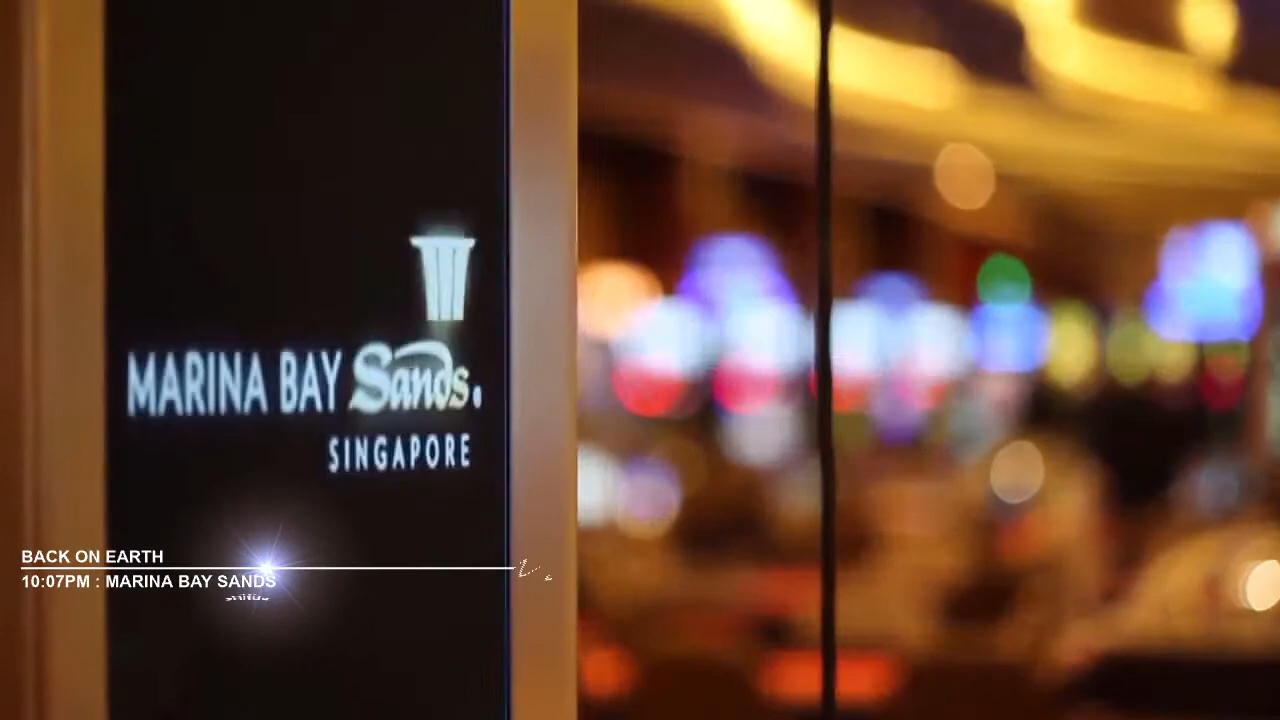 MARINA BAY Sands.
SINGAPORE
BACK ON EARTH
10:07PM : MARINA BAY SANDS